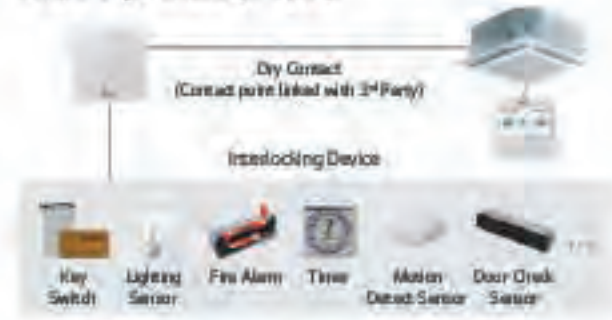 Dry Contact
(Contact point linked with 3rd Party)
Interlocking Device
Key
Switch
Lighting
Sensor
Fire Alarm
Timer
Motion
Detect Sensor
Door Check
Sensor